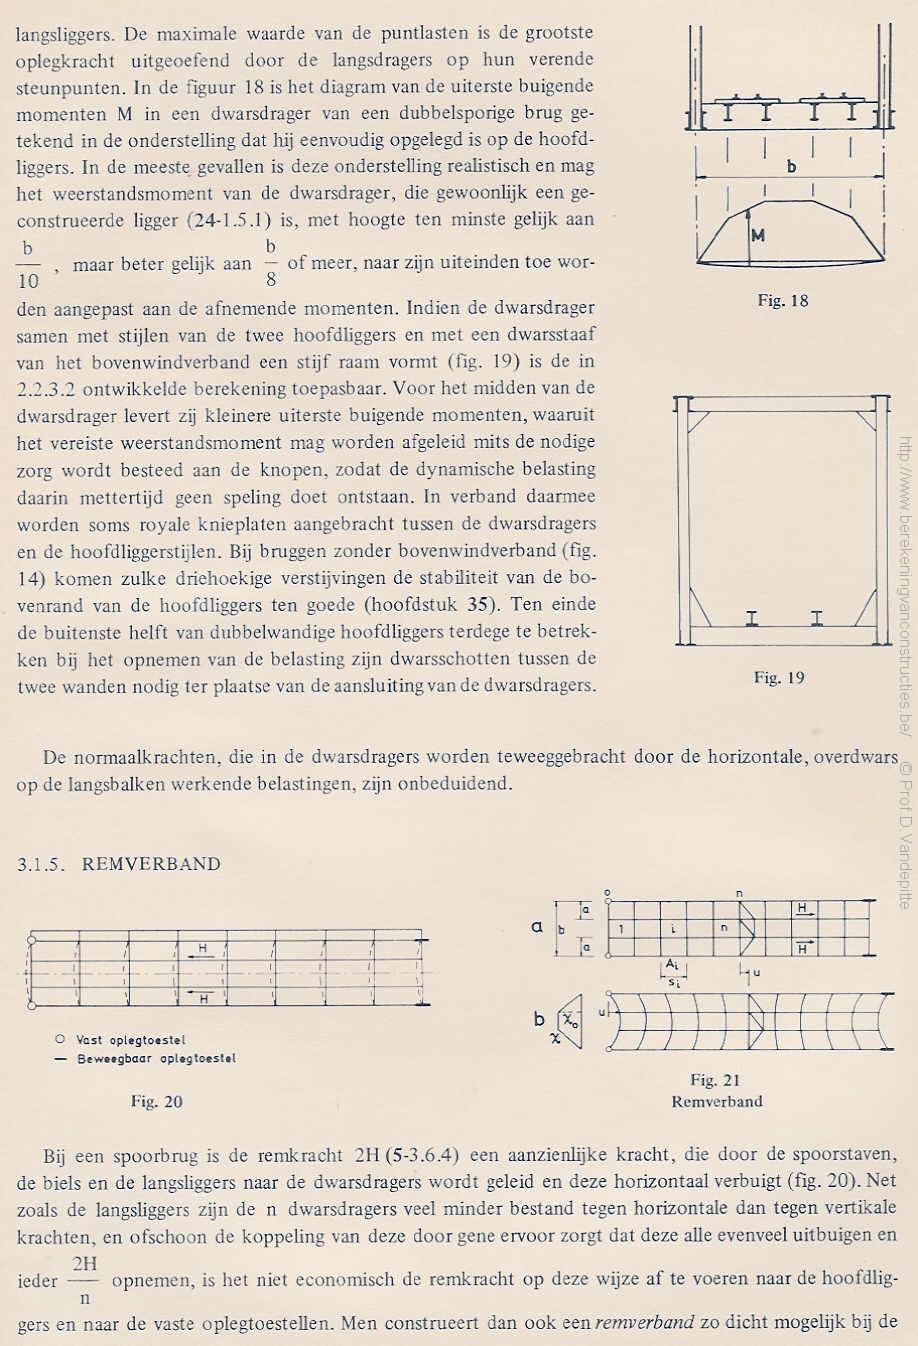 langsliggers. De maximale waarde van de puntlasten is de grootste
oplegkracht uitgeoefend door de langsdragers op hun verende
steunpunten. In de figuur 18 is het diagram van de uiterste buigende
momenten M in een dwarsdrager van een dubbelsporige brug ge-
tekend in de onderstelling dat hij eenvoudig opgelegd is op de hoofd-
liggers. In de meeste gevallen is deze onderstelling realistisch en mag
het weerstandsmoment van de dwarsdrager, die gewoonlijk een ge-
construeerde ligger (24-1.5.1) is, met hoogte ten minste gelijk aan
b/10 , maar beter gelijk aan b/8 of meer, naar zijn uiteinden toe wor-
den aangepast aan de afnemende momenten. Indien de dwarsdrager
samen met stijlen van de twee hoofdliggers en met een dwarsstaaf
van het bovenwindverband een stijf raam vormt (fig. 19) is de in
2.2.3.2 ontwikkelde berekening toepasbaar. Voor het midden van de
dwarsdrager levert zij kleinere uiterste buigende momenten, waaruit
het vereiste weerstandsmoment mag worden afgeleid mits de nodige
zorg wordt besteed aan de knopen, zodat de dynamische belasting
daarin mettertijd geen speling doet ontstaan. In verband daarmee
worden soms royale knieplaten aangebracht tussen de dwarsdragers
en de hoofdliggerstijlen. Bij bruggen zonder bovenwindverband (fig.
14) komen zulke driehoekige verstijvingen de stabiliteit van de bo-
venrand van de hoofdliggers ten goede (hoofdstuk 35). Ten einde
de buitenste helft van dubbelwandige hoofdliggers terdege te betrek-
ken bij het opnemen van de belasting zijn dwarsschotten tussen de
twee wanden nodig ter plaatse van de aansluiting van de dwarsdragers.
b
M
Fig. 18
Fig. 19
De normaalkrachten, die in de dwarsdragers worden teweeggebracht door de horizontale, overdwars
op de langsbalken werkende belastingen, zijn onbeduidend.
3.1.5. REMVERBAND
H
H
Vast oplegtoestel
Beweegbaar oplegtoestel
Fig. 20
o n
a b a a 1 i n H H
Ai
si
u
b χo χ u
Fig. 21
Remverband
Bij een spoorbrug is de remkracht 2H (5-3.6.4) een aanzienlijke kracht, die door de spoorstaven,
de biels en de langsliggers naar de dwarsdragers wordt geleid en deze horizontaal verbuigt (fig. 20). Net
zoals de langsliggers zijn de n dwarsdragers veel minder bestand tegen horizontale dan tegen vertikale
krachten, en ofschoon de koppeling van deze door gene ervoor zorgt dat deze alle evenveel uitbuigen en
ieder 2H/n opnemen, is het niet economisch de remkracht op deze wijze af te voeren naar de hoofdlig-
gers en naar de vaste oplegtoestellen. Men construeert dan ook een remverband zo dicht mogelijk bij de
http://www.berekeningvanconstructies.be/ © Prof D Vandepitte